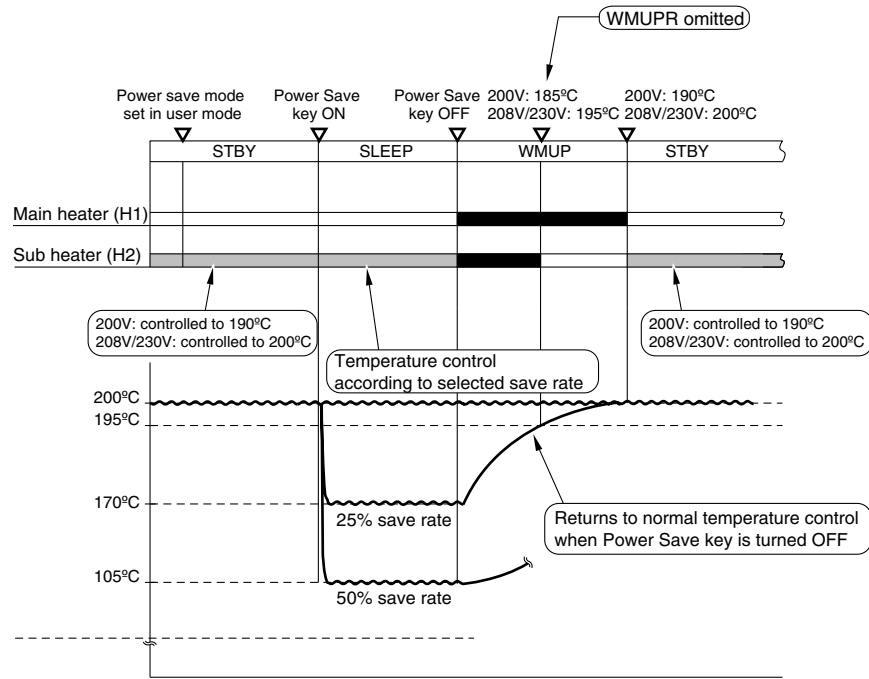 WMUPR omitted
Power save mode
set in user mode
Power Save
key ON
Power Save
key OFF
200V: 185ºC
208V/230V: 195ºC
200V: 190ºC
208V/230V: 200ºC
STBY
SLEEP
WMUP
STBY
Main heater (H1)
Sub heater (H2)
200V: controlled to 190ºC
208V/230V: controlled to 200ºC
Temperature control
according to selected save rate
200V: controlled to 190ºC
208V/230V: controlled to 200ºC
200ºC
195ºC
170ºC
25% save rate
Returns to normal temperature control
when Power Save key is turned OFF
105ºC
50% save rate